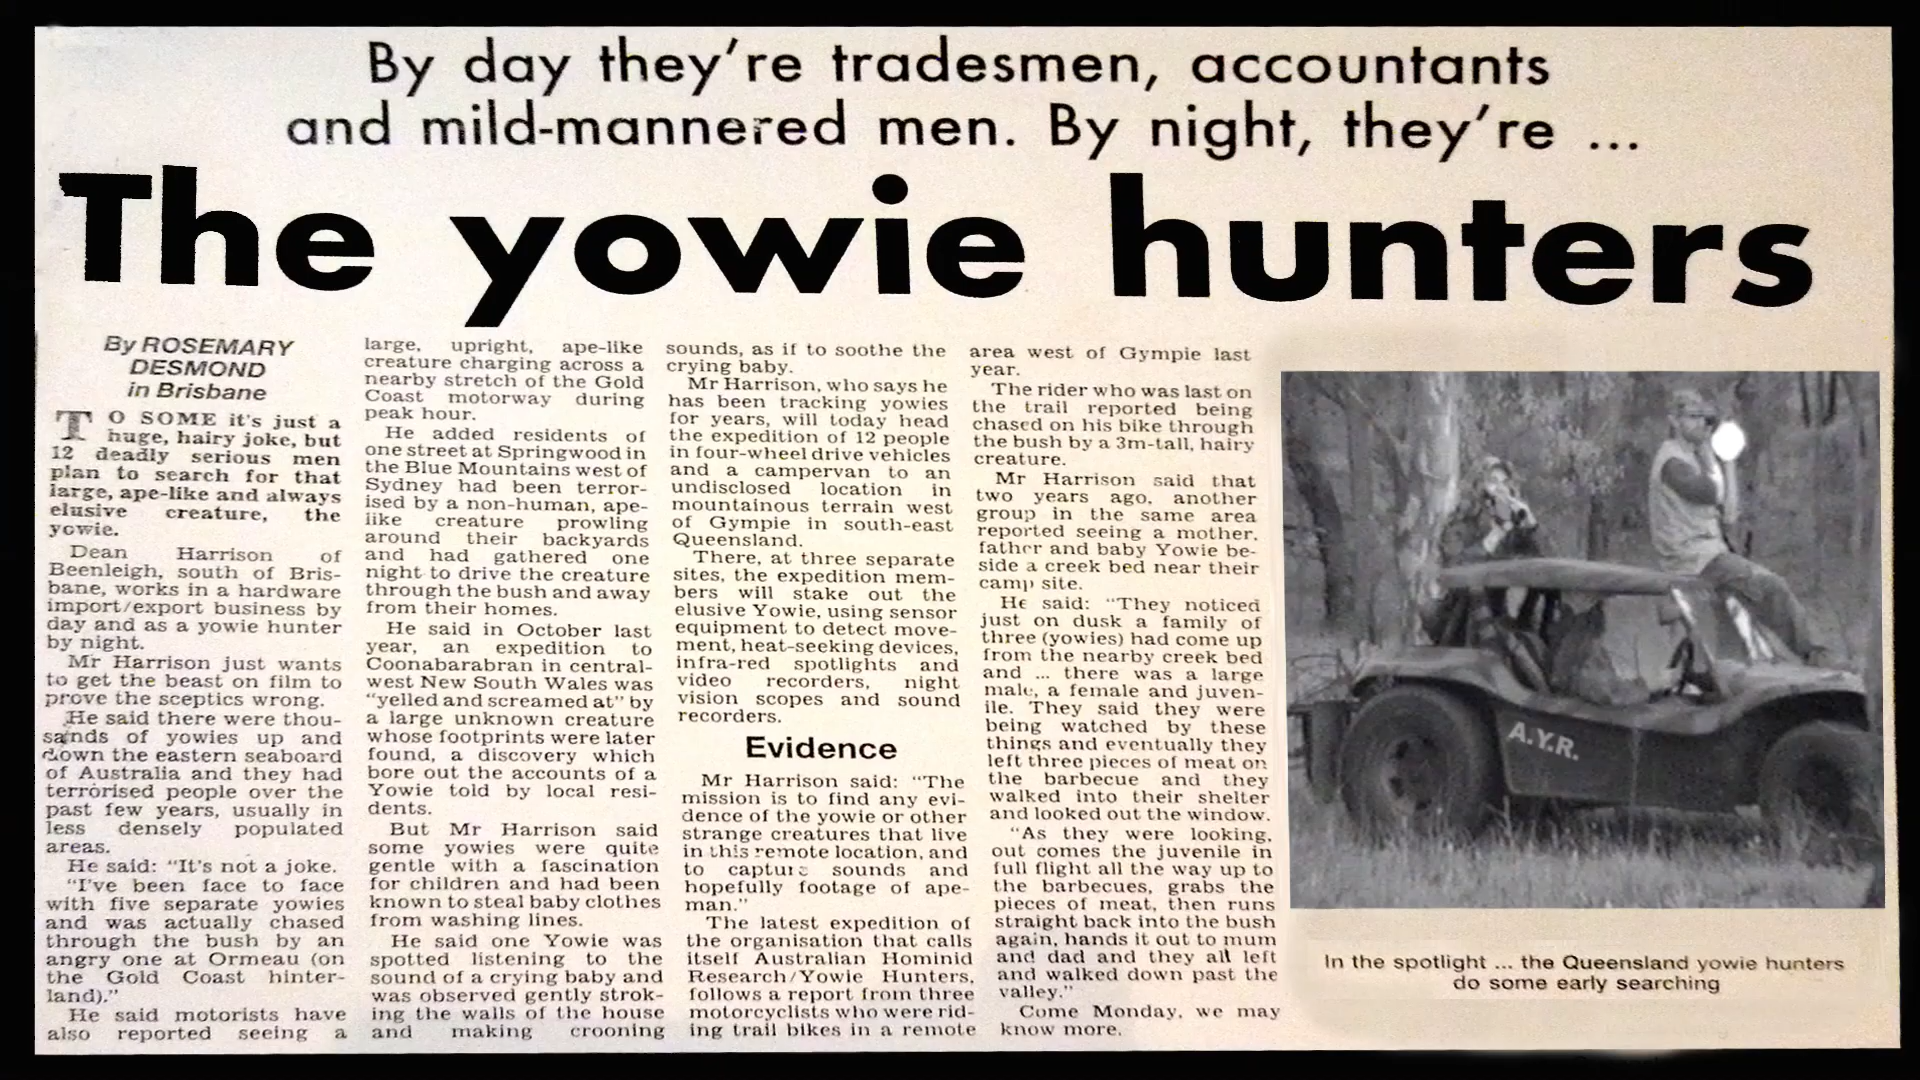 By day they're tradesmen, accountants
and mild-mannered men. By night, they're ...
The yowie hunters
By ROSEMARY
DESMOND
in Brisbane
TO SOME it's just a
huge, hairy joke, but
12 deadly serious men
plan to search for that
large, ape-like and always
elusive creature, the
yowie.
Dean Harrison of
Beenleigh, south of Bris-
bane, works in a hardware
import/export business by
day and as a yowie hunter
by night.
Mr Harrison just wants
to get the beast on film to
prove the sceptics wrong.
He said there were thou-
sands of yowies up and
down the eastern seaboard
of Australia and they had
terrorised people over the
past few years, usually in
less densely populated
areas.
He said: "It's not a joke.
"I've been face to face
with five separate yowies
and was actually chased
through the bush by an
angry one at Ormeau (on
the Gold Coast hinter-
land)."
He said motorists have
also reported seeing a
large, upright, ape-like
creature charging across a
nearby stretch of the Gold
Coast motorway during
peak hour.
He added residents of
one street at Springwood in
the Blue Mountains west of
Sydney had been terror-
ised by a non-human, ape-
like creature prowling
around their backyards
and had gathered one
night to drive the creature
through the bush and away
from their homes.
He said in October last
year, an expedition to
Coonabarabran in central-
west New South Wales was
"yelled and screamed at" by
a large unknown creature
whose footprints were later
found, a discovery which
bore out the accounts of a
Yowie told by local resi-
dents.
But Mr Harrison said
some yowies were quite
gentle with a fascination
for children and had been
known to steal baby clothes
from washing lines.
He said one Yowie was
spotted listening to the
sound of a crying baby and
was observed gently strok-
ing the walls of the house
and making crooning
sounds, as if to soothe the
crying baby.
Mr Harrison, who says he
has been tracking yowies
for years, will today head
the expedition of 12 people
in four-wheel drive vehicles
and a campervan to an
undisclosed location in
mountainous terrain west
of Gympie in south-east
Queensland.
There, at three separate
sites, the expedition mem-
bers will stake out the
elusive Yowie, using sensor
equipment to detect move-
ment, heat-seeking devices,
infra-red spotlights and
video recorders, night
vision scopes and sound
recorders.
Evidence
Mr Harrison said: "The
mission is to find any evi-
dence of the yowie or other
strange creatures that live
in this remote location, and
to capture sounds and
hopefully footage of ape-
man."
The latest expedition of
the organisation that calls
itself Australian Hominid
Research/Yowie Hunters,
follows a report from three
motorcyclists who were rid-
ing trail bikes in a remote
area west of Gympie last
year.
The rider who was last on
the trail reported being
chased on his bike through
the bush by a 3m-tall, hairy
creature.
Mr Harrison said that
two years ago, another
group in the same area
reported seeing a mother,
father and baby Yowie be-
side a creek bed near their
camp site.
He said: "They noticed
just on dusk a family of
three (yowies) had come up
from the nearby creek bed
and ... there was a large
male, a female and juven-
ile. They said they were
being watched by these
things and eventually they
left three pieces of meat on
the barbecue and they
walked into their shelter
and looked out the window.
"As they were looking,
out comes the juvenile in
full flight all the way up to
the barbecues, grabs the
pieces of meat, then runs
straight back into the bush
again, hands it out to mum
and dad and they all left
and walked down past the
valley."
Come Monday, we may
know more.
A.Y.R.
In the spotlight ... the Queensland yowie hunters
do some early searching